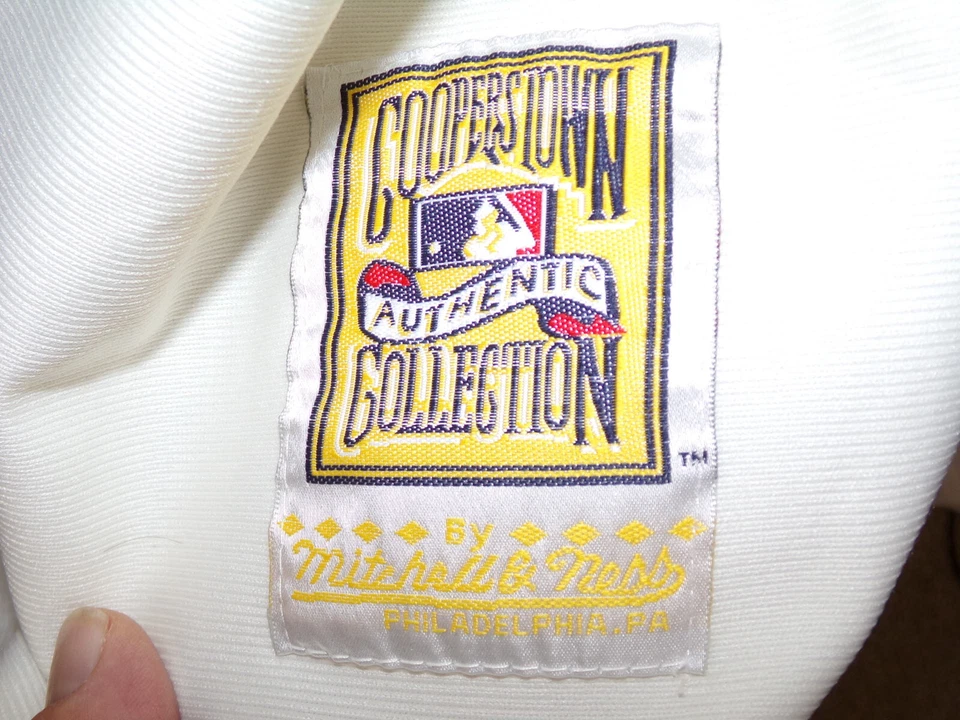 COOPERSTOWN
AUTHENTIC
COLLECTION
TM
By
Mitchell & Ness
PHILADELPHIA.PA